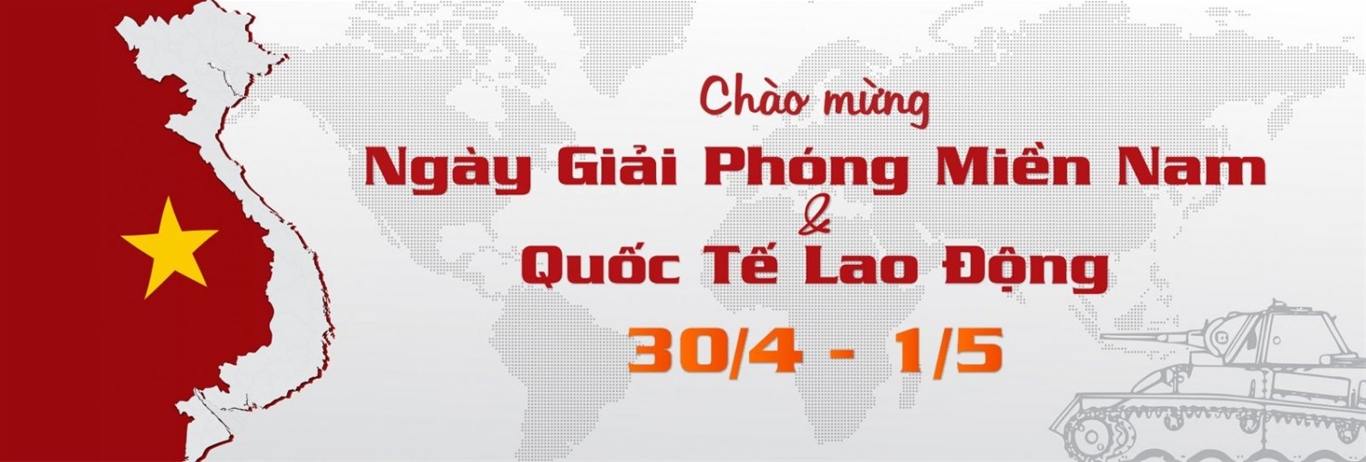 Chào mừng
Ngày Giải Phóng Miền Nam
&
Quốc Tế Lao Động
30/4 - 1/5